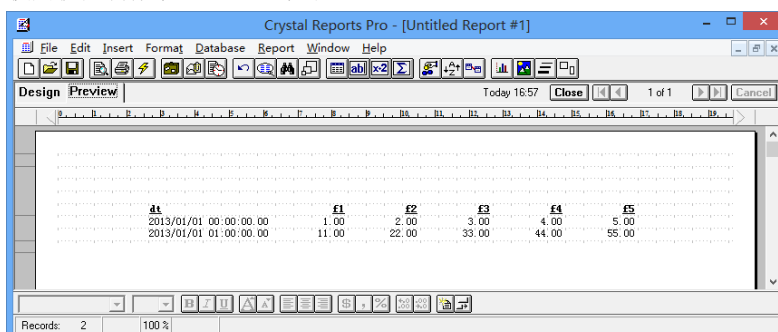 Crystal Reports Pro - [Untitled Report #1]
File Edit Insert Format Database Report Window Help
ab x-2 Σ
Design Preview Today 16:57 Close 1 of 1 Cancel
dt f1 f2 f3 f4 f5
2013/01/01 00:00:00.00 1.00 2.00 3.00 4.00 5.00
2013/01/01 01:00:00.00 11.00 22.00 33.00 44.00 55.00
B I U A A $ , %
Records: 2 100 %